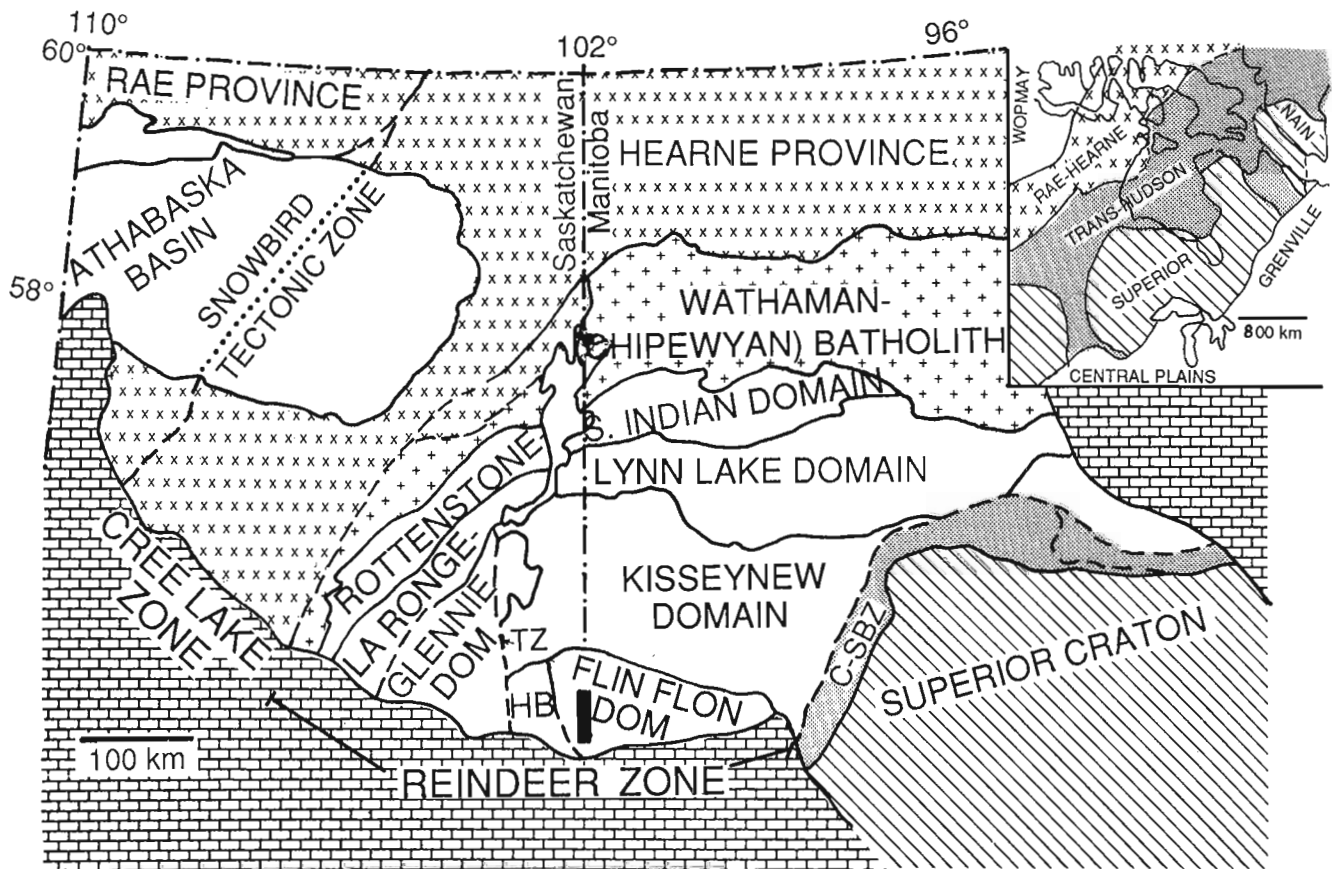 110°
60°
102°
96°
RAE PROVINCE
Saskatchewan
Manitoba
HEARNE PROVINCE
ATHABASKA
BASIN
SNOWBIRD
TECTONIC ZONE
58°
WATHAMAN-
(CHIPEWYAN) BATHOLITH
S. INDIAN DOMAIN
LYNN LAKE DOMAIN
ROTTENSTONE
LA RONGE-
GLENNIE
DOM
CREE LAKE
ZONE
KISSEYNEW
DOMAIN
TZ
HB
FLIN FLON
DOM
C-SBZ
SUPERIOR CRATON
100 km
REINDEER ZONE
WOPMAY
RAE-HEARNE
TRANS-HUDSON
NAIN
SUPERIOR
GRENVILLE
800 km
CENTRAL PLAINS